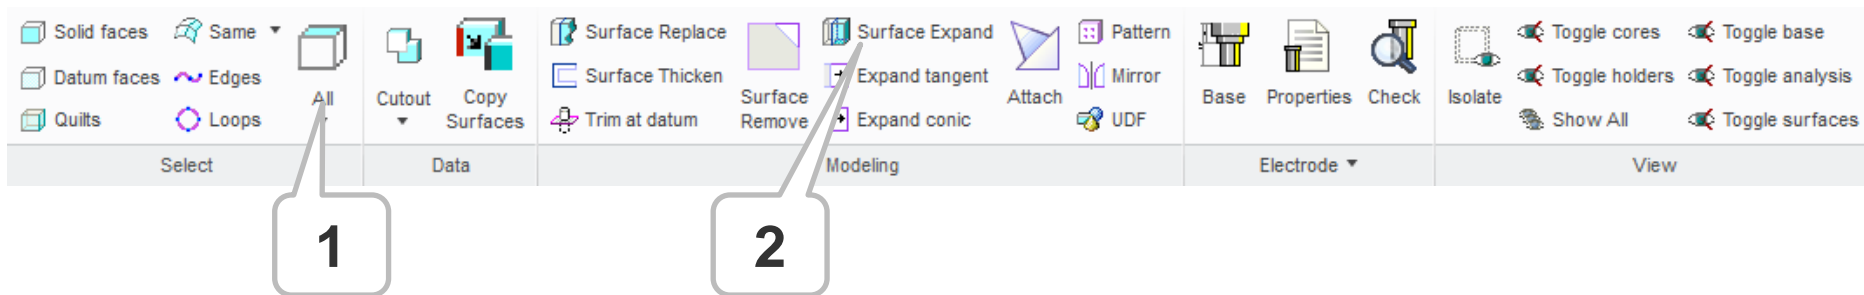 Solid faces
Same
Datum faces
Edges
Quilts
Loops
All
Select
Cutout
Copy
Surfaces
Data
Surface Replace
Surface Thicken
Trim at datum
Surface
Remove
Surface Expand
Expand tangent
Expand conic
Attach
Pattern
Mirror
UDF
Modeling
Base
Properties
Check
Electrode
Isolate
Toggle cores
Toggle holders
Show All
Toggle base
Toggle analysis
Toggle surfaces
View
1
2